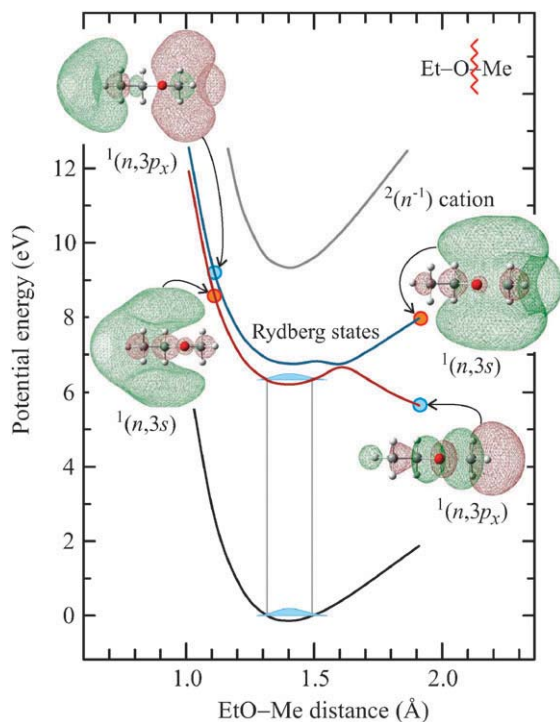 Et–O–Me
¹(n,3pₓ)
²(n⁻¹) cation
¹(n,3s)
Rydberg states
¹(n,3s)
¹(n,3pₓ)
12
10
8
6
4
2
0
Potential energy (eV)
1.0
1.5
2.0
EtO–Me distance (Å)